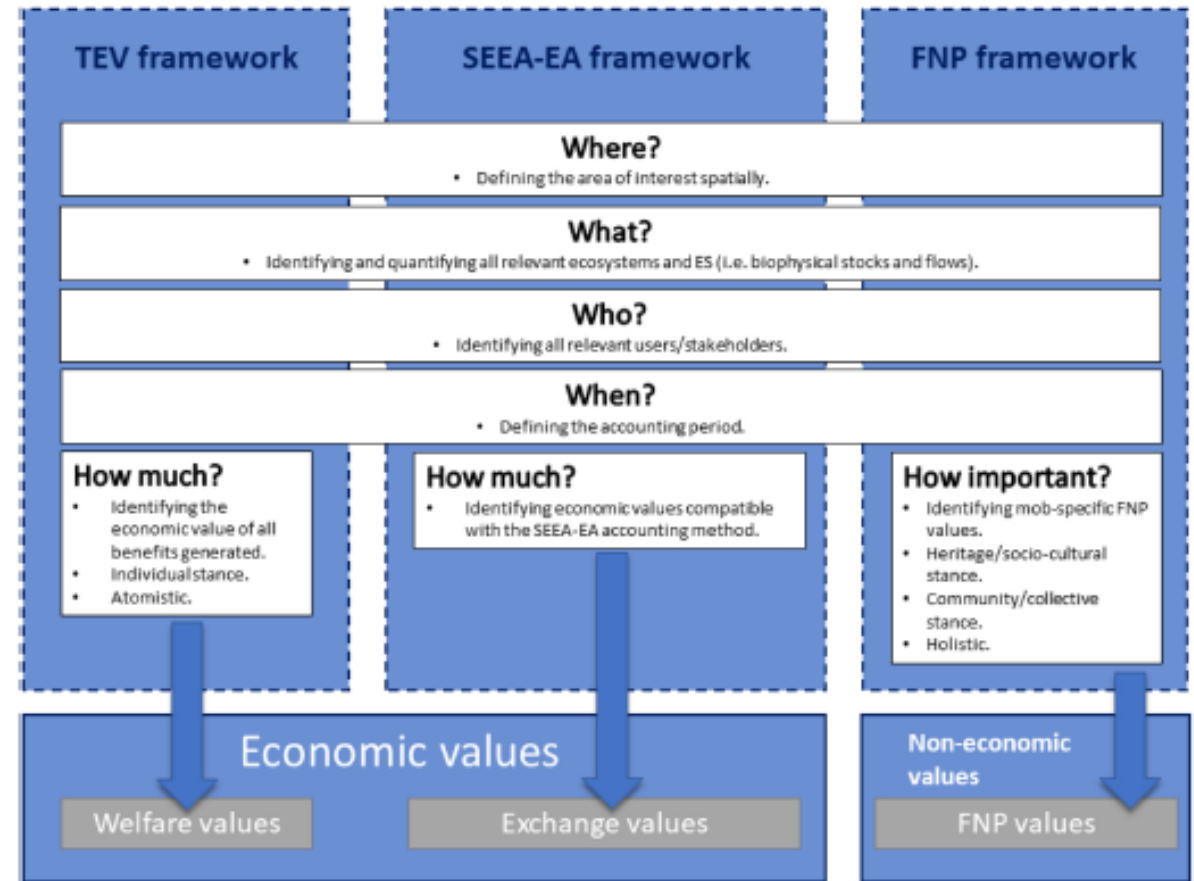 TEV framework
SEEA-EA framework
FNP framework
Where?
• Defining the area of interest spatially.
What?
• Identifying and quantifying all relevant ecosystems and ES (i.e. biophysical stocks and flows).
Who?
• Identifying all relevant users/stakeholders.
When?
• Defining the accounting period.
How much?
• Identifying the
economic value of all
benefits generated.
• Individual stance.
• Atomistic.
How much?
• Identifying economic values compatible
with the SEEA-EA accounting method.
How important?
• Identifying mob-specific FNP
values.
• Heritage/socio-cultural
stance.
• Community/collective
stance.
• Holistic.
Economic values
Welfare values
Exchange values
Non-economic
values
FNP values